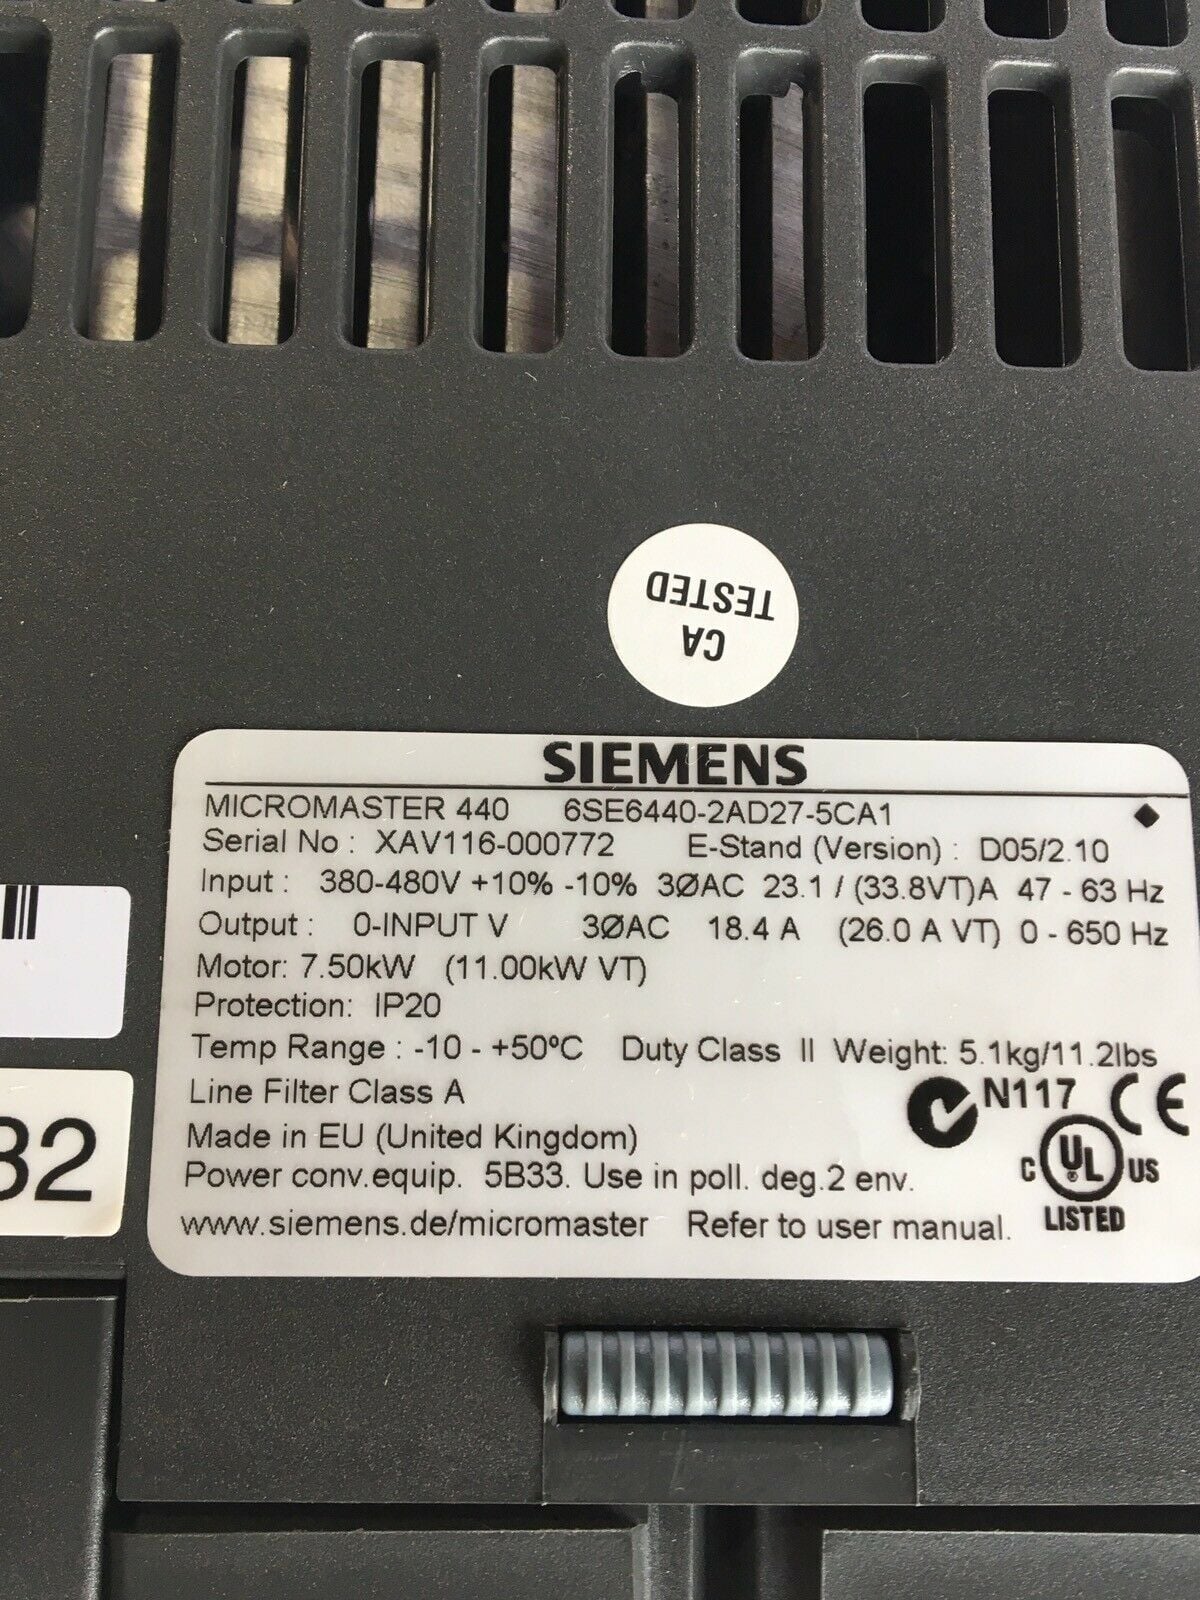 CA
TESTED
SIEMENS
MICROMASTER 440 6SE6440-2AD27-5CA1
Serial No : XAV116-000772 E-Stand (Version) : D05/2.10
Input : 380-480V +10% -10% 3ØAC 23.1 / (33.8VT)A 47 - 63 Hz
Output : 0-INPUT V 3ØAC 18.4 A (26.0 A VT) 0 - 650 Hz
Motor: 7.50kW (11.00kW VT)
Protection: IP20
Temp Range : -10 - +50ºC Duty Class II Weight: 5.1kg/11.2lbs
Line Filter Class A
N117 CE
Made in EU (United Kingdom)
Power conv.equip. 5B33. Use in poll. deg.2 env.
C UL ® US
LISTED
www.siemens.de/micromaster Refer to user manual.
32